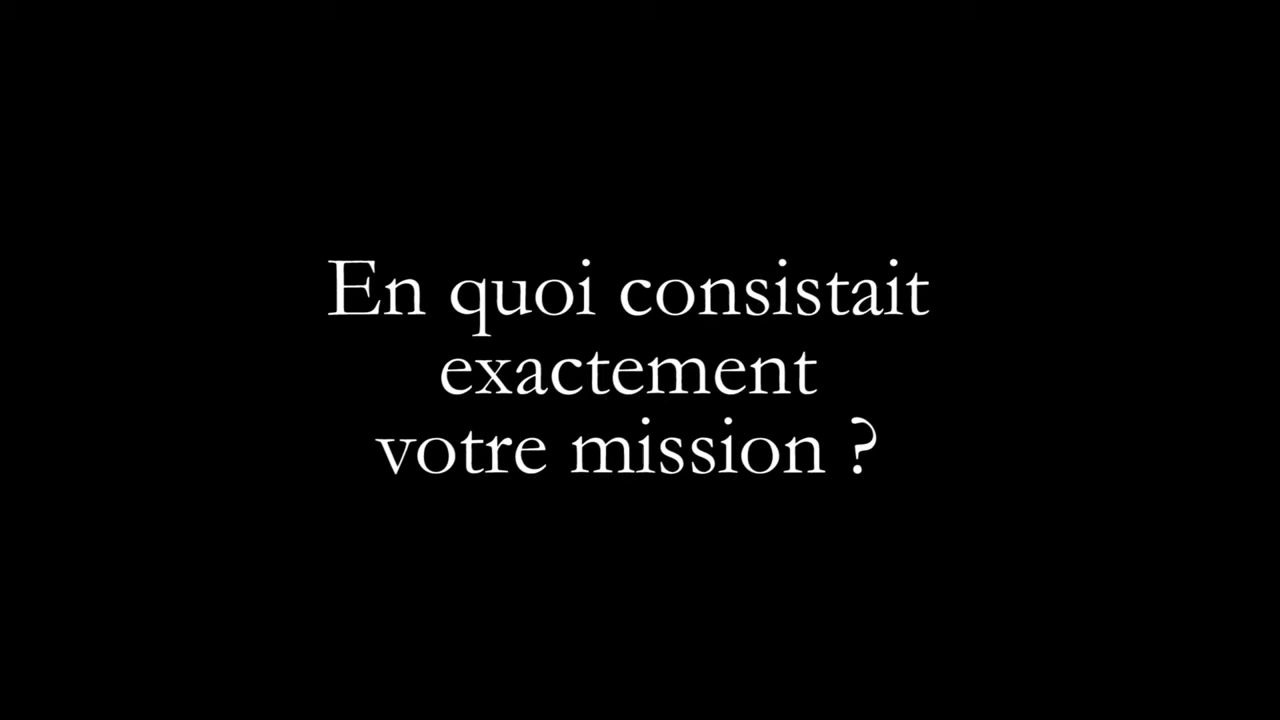 En quoi consistait
exactement
votre mission ?